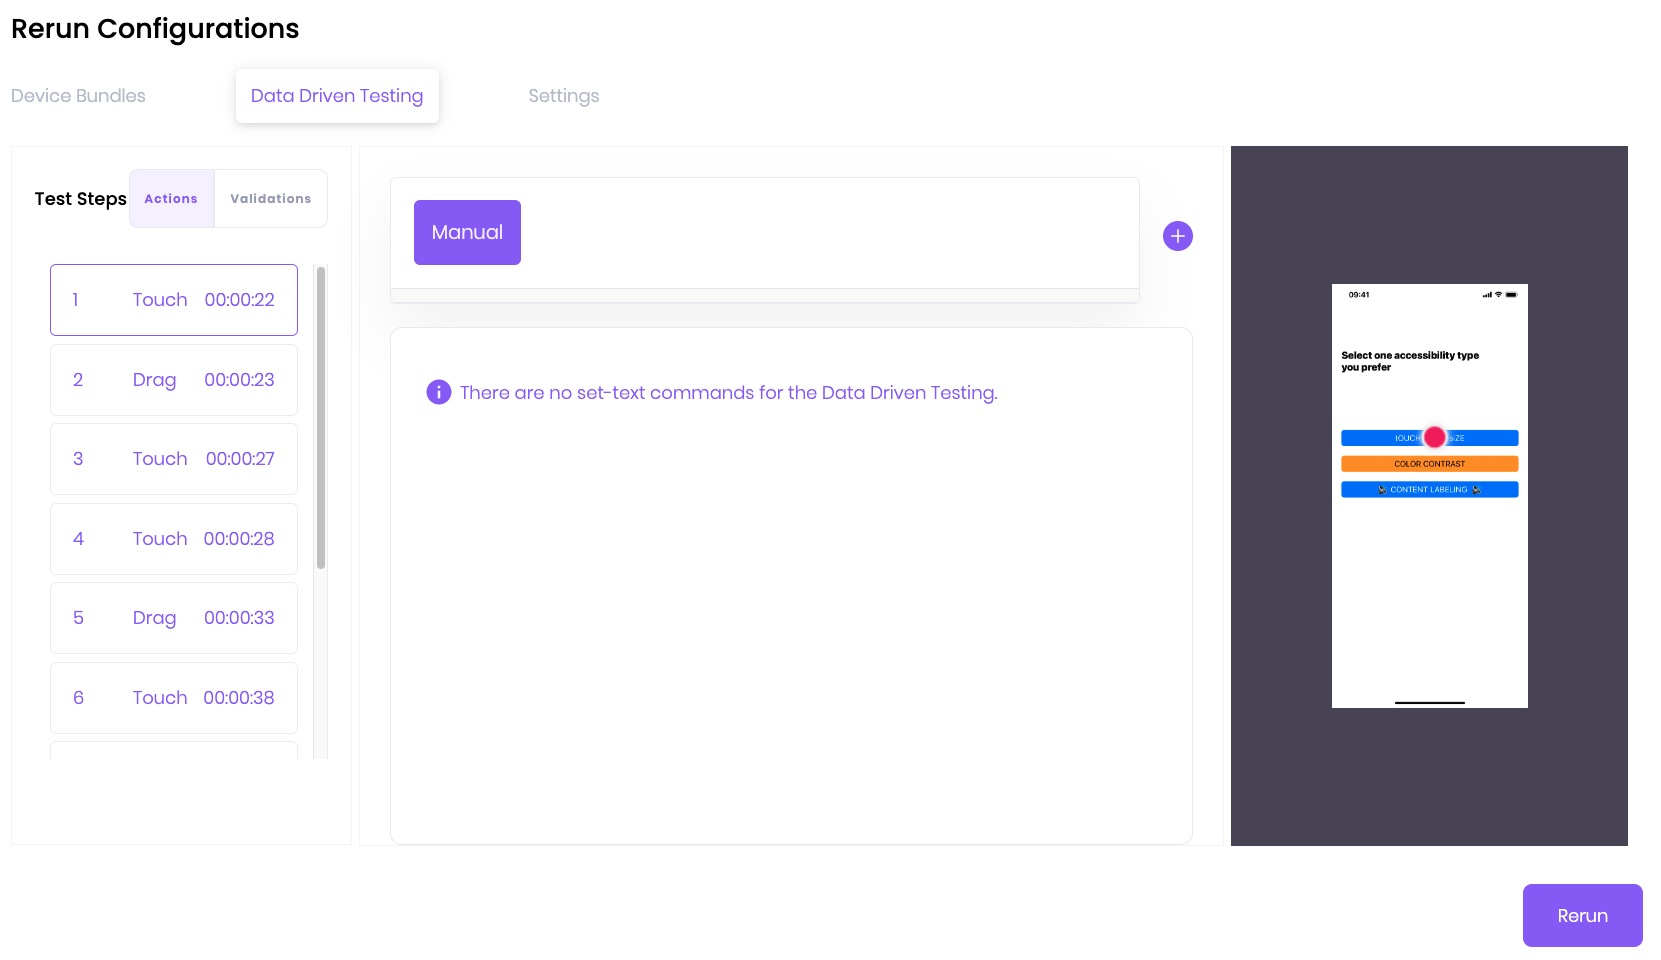 Rerun Configurations
Device Bundles
Data Driven Testing
Settings
Test Steps
Actions
Validations
1 Touch 00:00:22
2 Drag 00:00:23
3 Touch 00:00:27
4 Touch 00:00:28
5 Drag 00:00:33
6 Touch 00:00:38
Manual
There are no set-text commands for the Data Driven Testing.
09:41
Select one accessibility type
you prefer
COLOR CONTRAST
CONTENT LABELING
Rerun